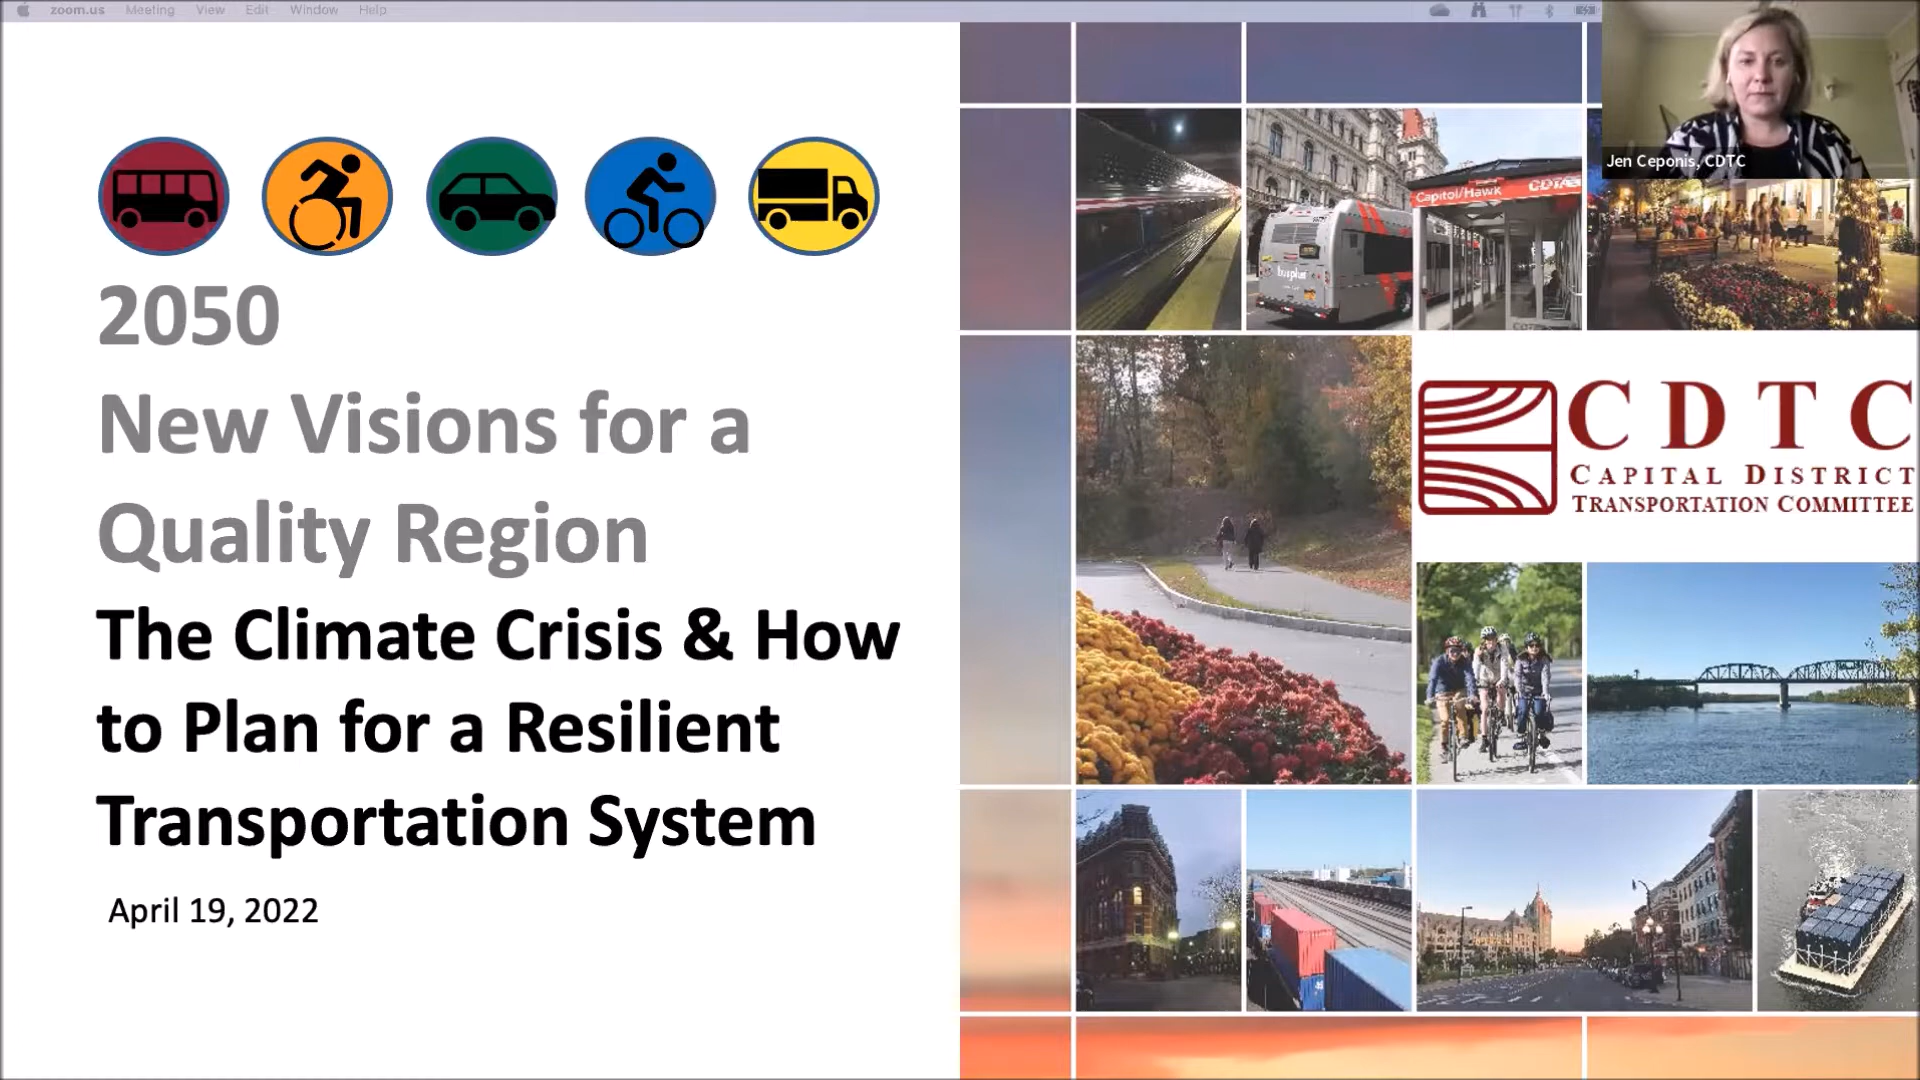 zoom.us Meeting View Edit Window Help
2050
New Visions for a
Quality Region
The Climate Crisis & How
to Plan for a Resilient
Transportation System
April 19, 2022
Jen Ceponis, CDTC
Capitol/Hawk CDTA
busplus
CDTC
CAPITAL DISTRICT
TRANSPORTATION COMMITTEE